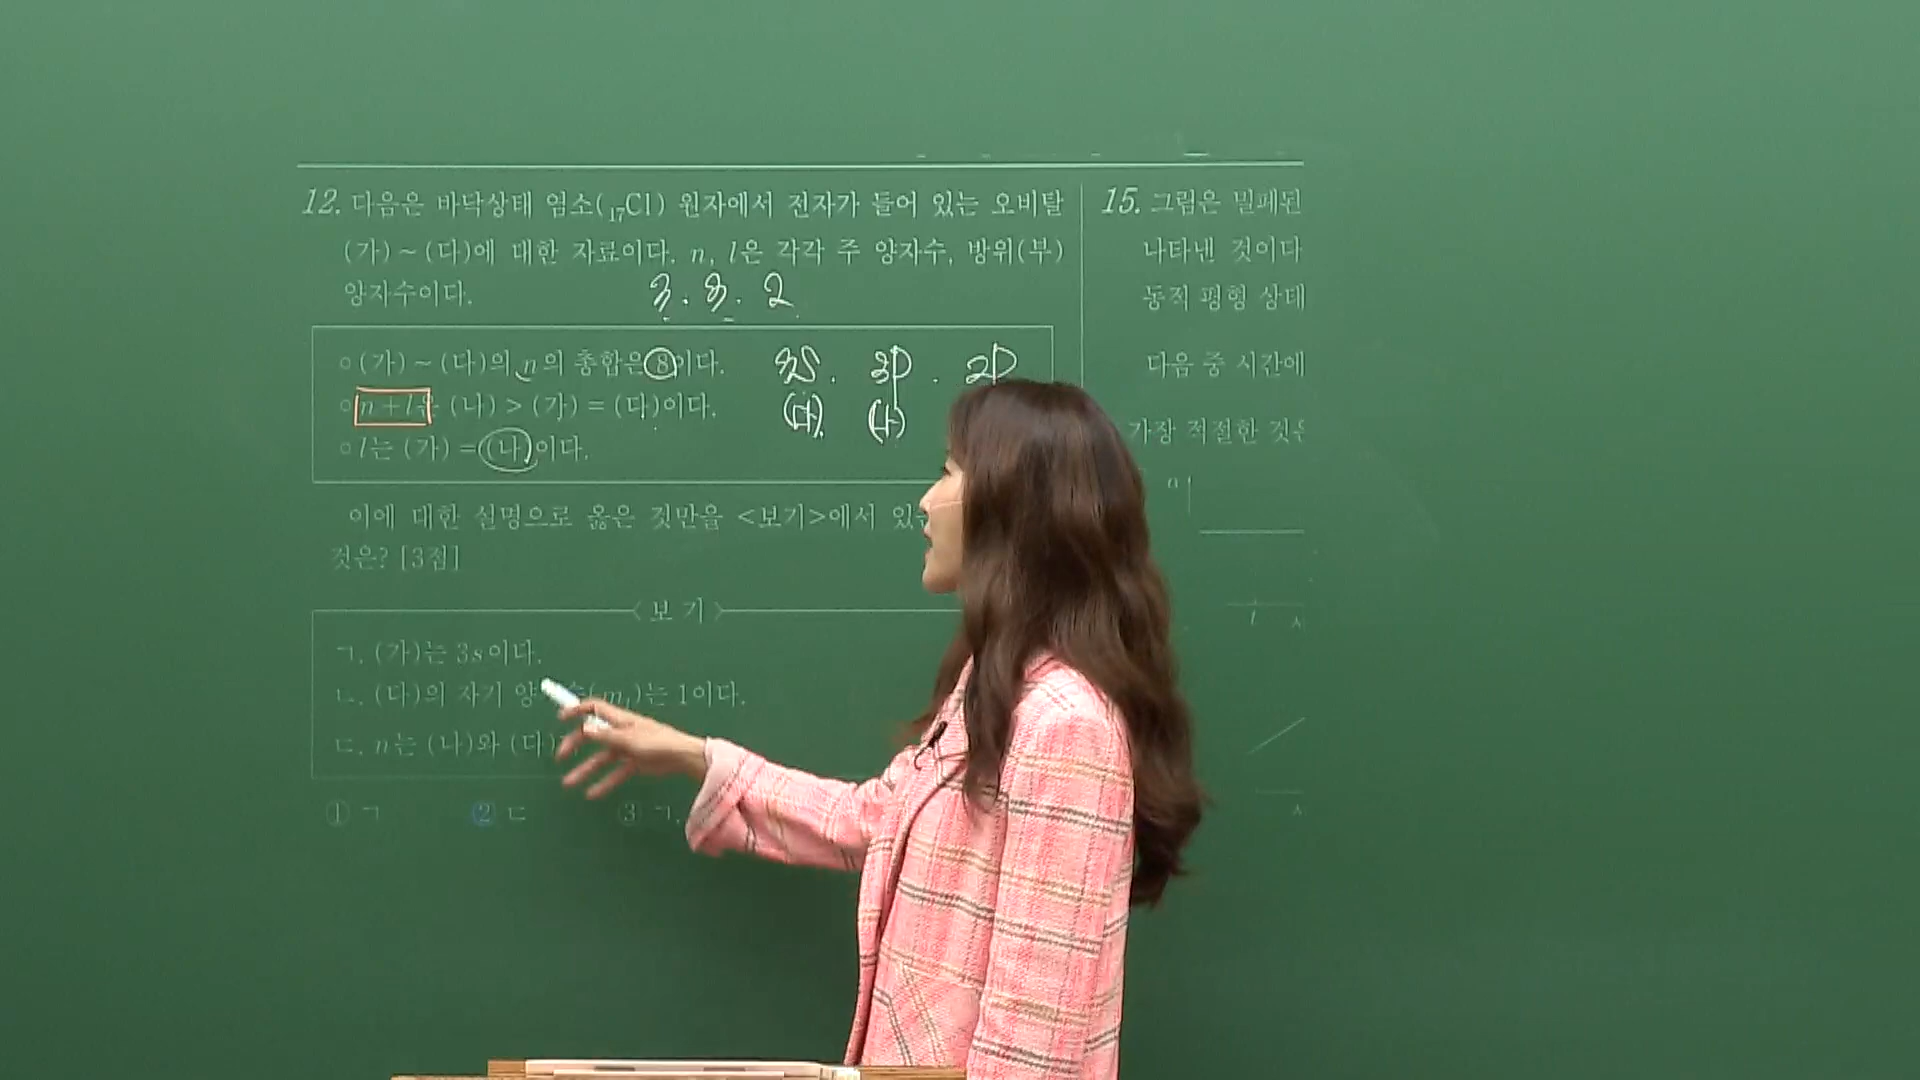 12. 다음은 바닥상태 염소(₁₇Cl) 원자에서 전자가 들어 있는 오비탈
(가)~(다)에 대한 자료이다. n, l은 각각 주 양자수, 방위(부)
양자수이다.
3. 3. 2
○ (가)~(다)의 n의 총합은 8이다.
3s. 3p. 2p
○ n+l은 (나) > (가) = (다)이다.
(다). (나)
○ l는 (가) = (나)이다.
이에 대한 설명으로 옳은 것만을 <보기>에서 있는
것은? [3점]
<보 기>
ㄱ. (가)는 3s이다.
ㄴ. (다)의 자기 양 (mₗ)는 1이다.
ㄷ. n는 (나)와 (다)
① ㄱ ② ㄷ ③ ㄱ,
15. 그림은 밀폐된
나타낸 것이다
동적 평형 상태
다음 중 시간에
가장 적절한 것은
t